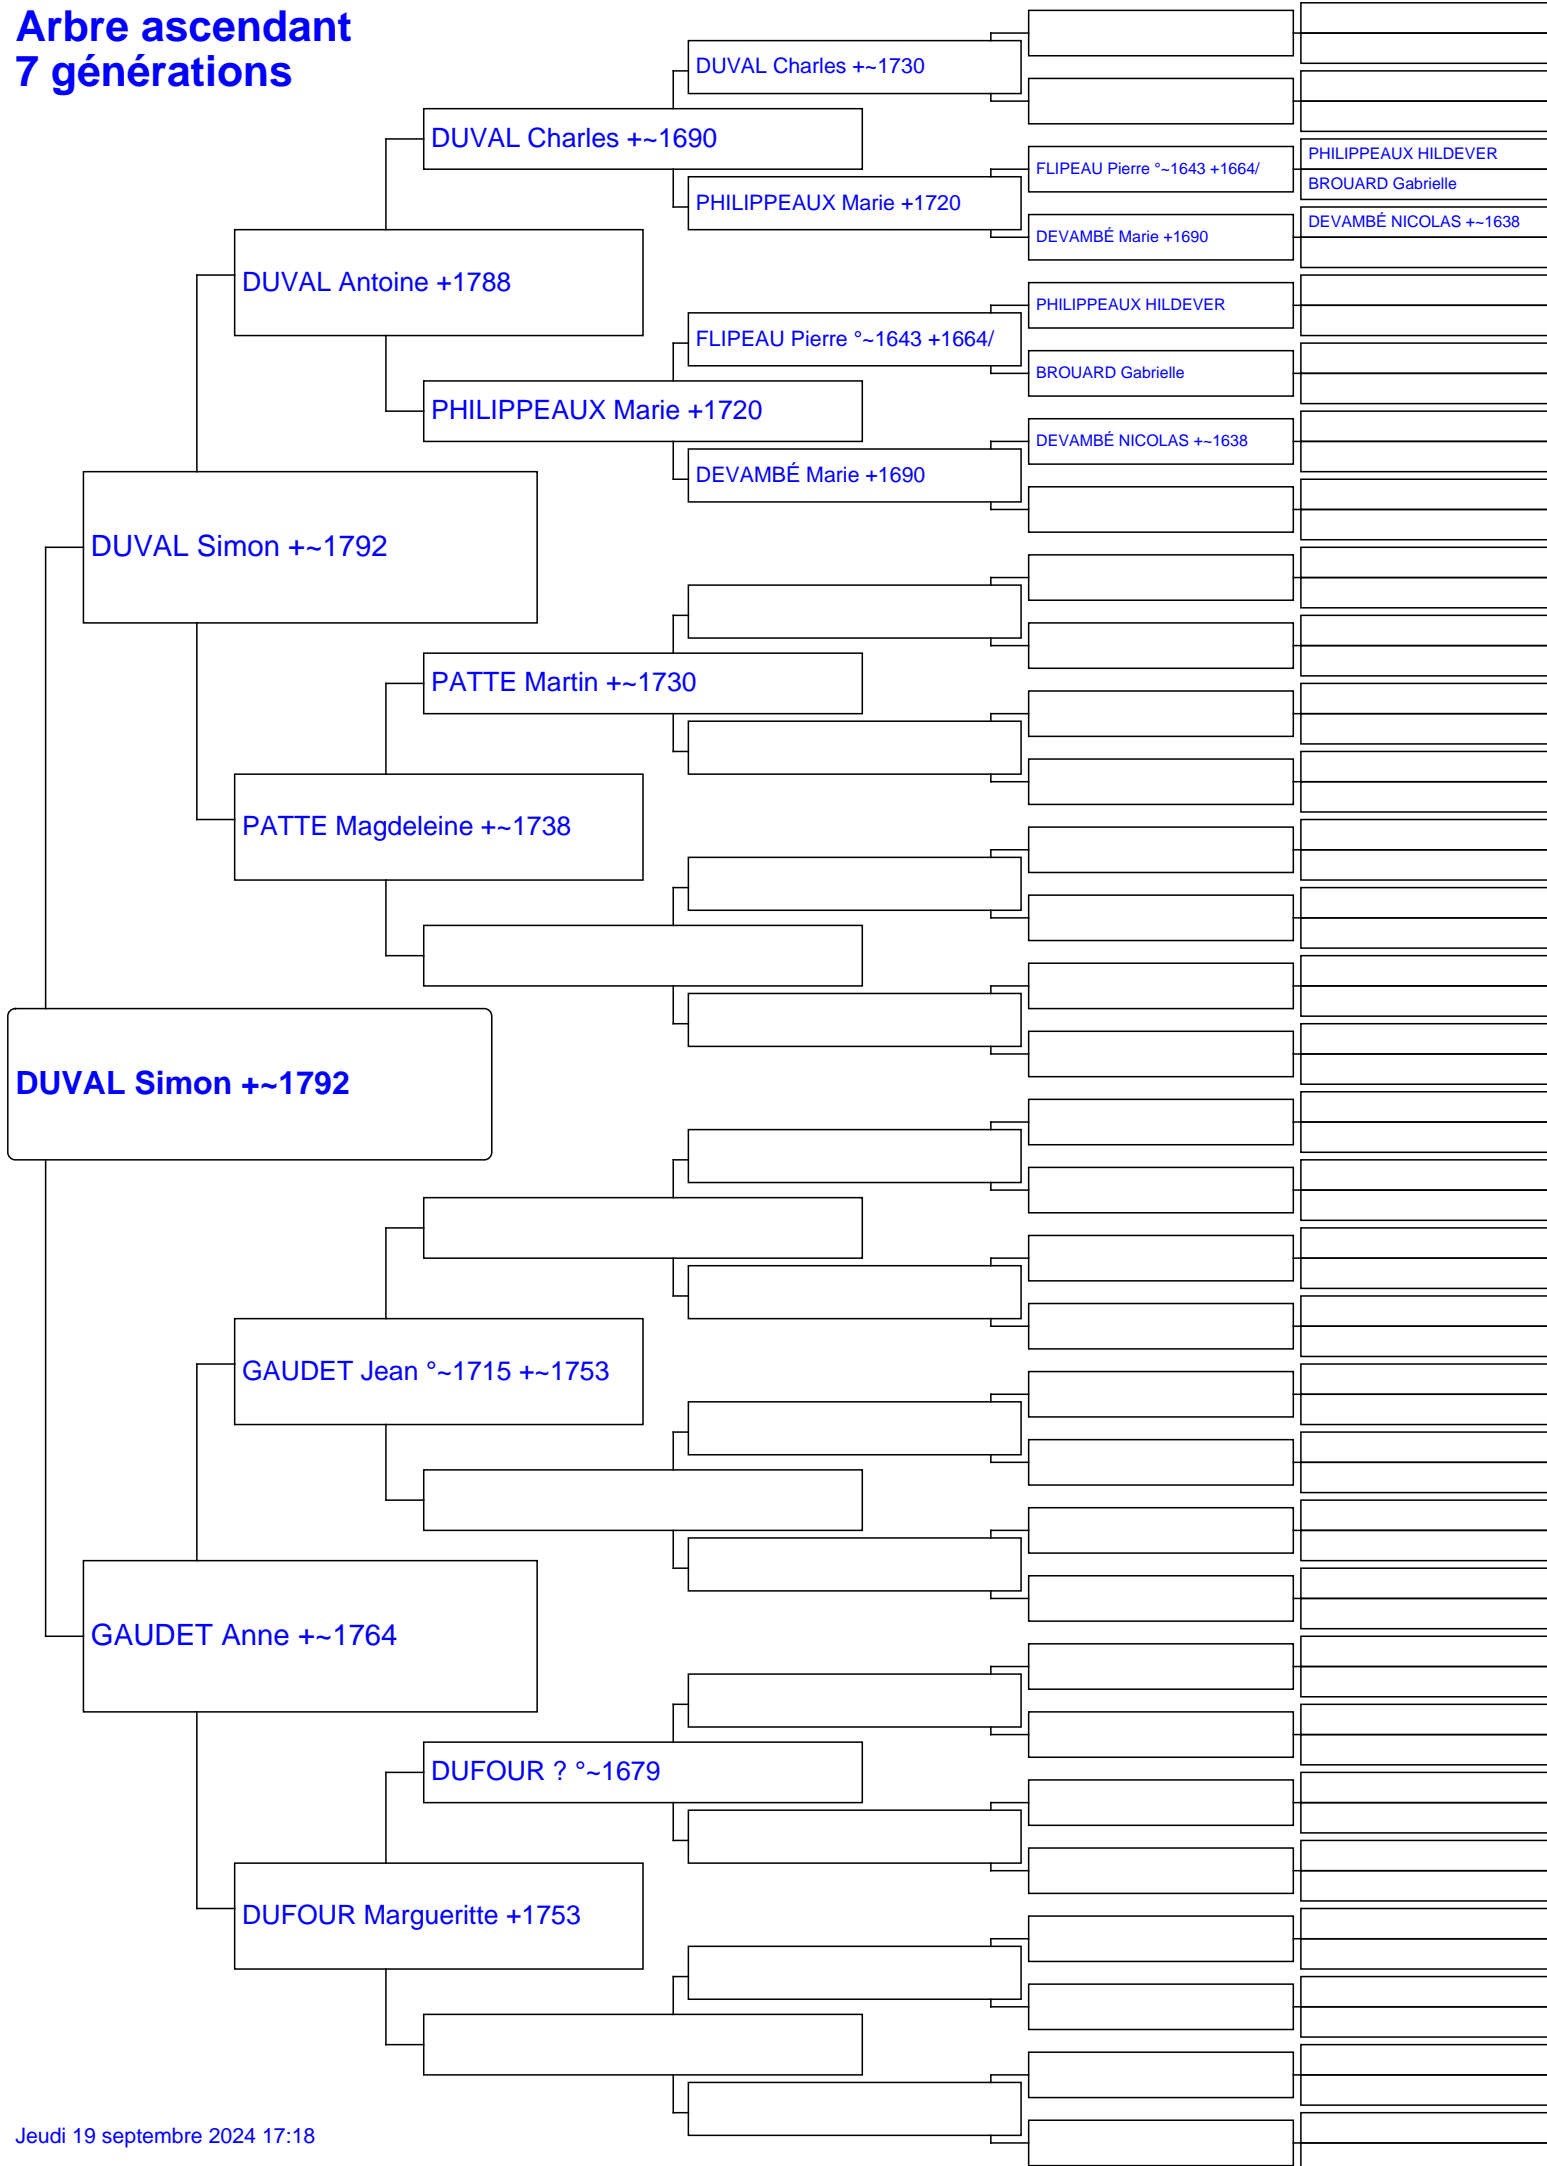 Arbre ascendant
7 générations
DUVAL Charles +~1730
DUVAL Charles +~1690
PHILIPPEAUX HILDEVER
FLIPEAU Pierre °~1643 +1664/
BROUARD Gabrielle
PHILIPPEAUX Marie +1720
DEVAMBÉ NICOLAS +~1638
DEVAMBÉ Marie +1690
DUVAL Antoine +1788
PHILIPPEAUX HILDEVER
FLIPEAU Pierre °~1643 +1664/
BROUARD Gabrielle
PHILIPPEAUX Marie +1720
DEVAMBÉ NICOLAS +~1638
DEVAMBÉ Marie +1690
DUVAL Simon +~1792
PATTE Martin +~1730
PATTE Magdeleine +~1738
DUVAL Simon +~1792
GAUDET Jean °~1715 +~1753
GAUDET Anne +~1764
DUFOUR ? °~1679
DUFOUR Margueritte +1753
Jeudi 19 septembre 2024 17:18